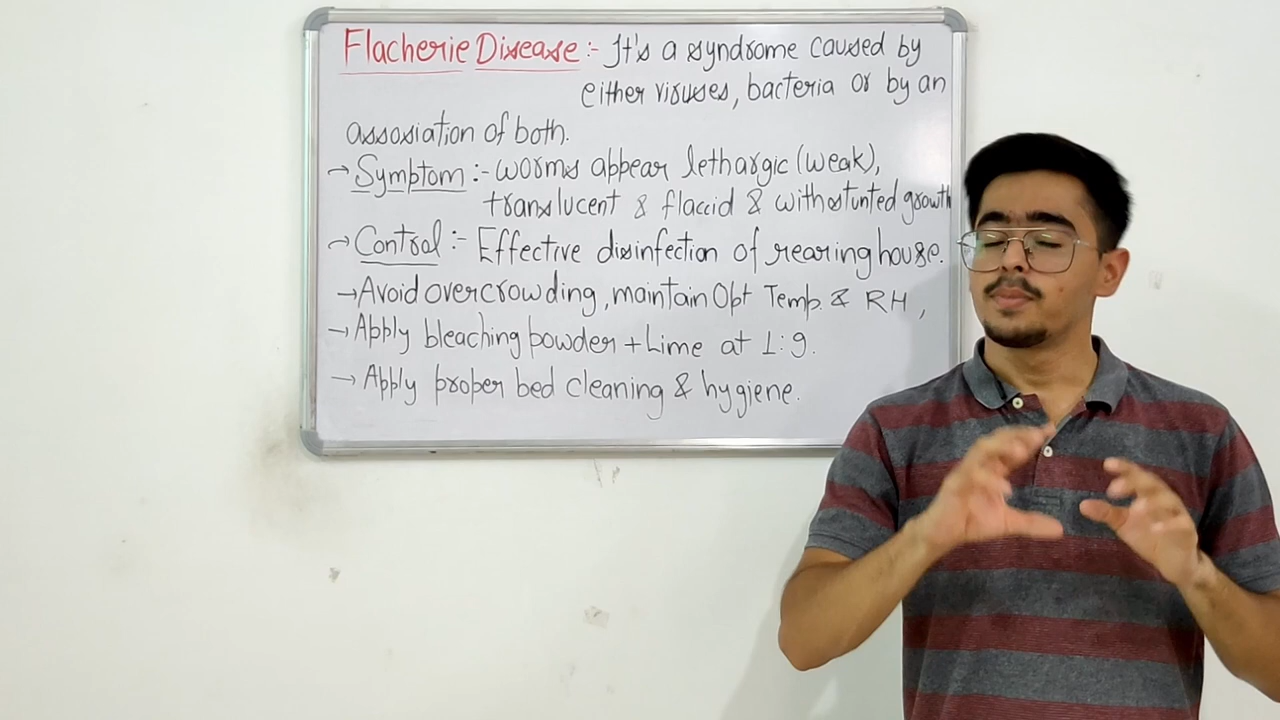 Flacherie Disease :- It's a syndrome caused by
either viruses, bacteria or by an
assosiation of both.
→ Symptom :- worms appear lethargic (weak),
translucent & flaccid & with stunted growth
→ Control :- Effective disinfection of rearing house.
→ Avoid overcrowding, maintain Opt Temp. & RH,
→ Apply bleaching powder + Lime at 1:9.
→ Apply proper bed cleaning & hygiene.